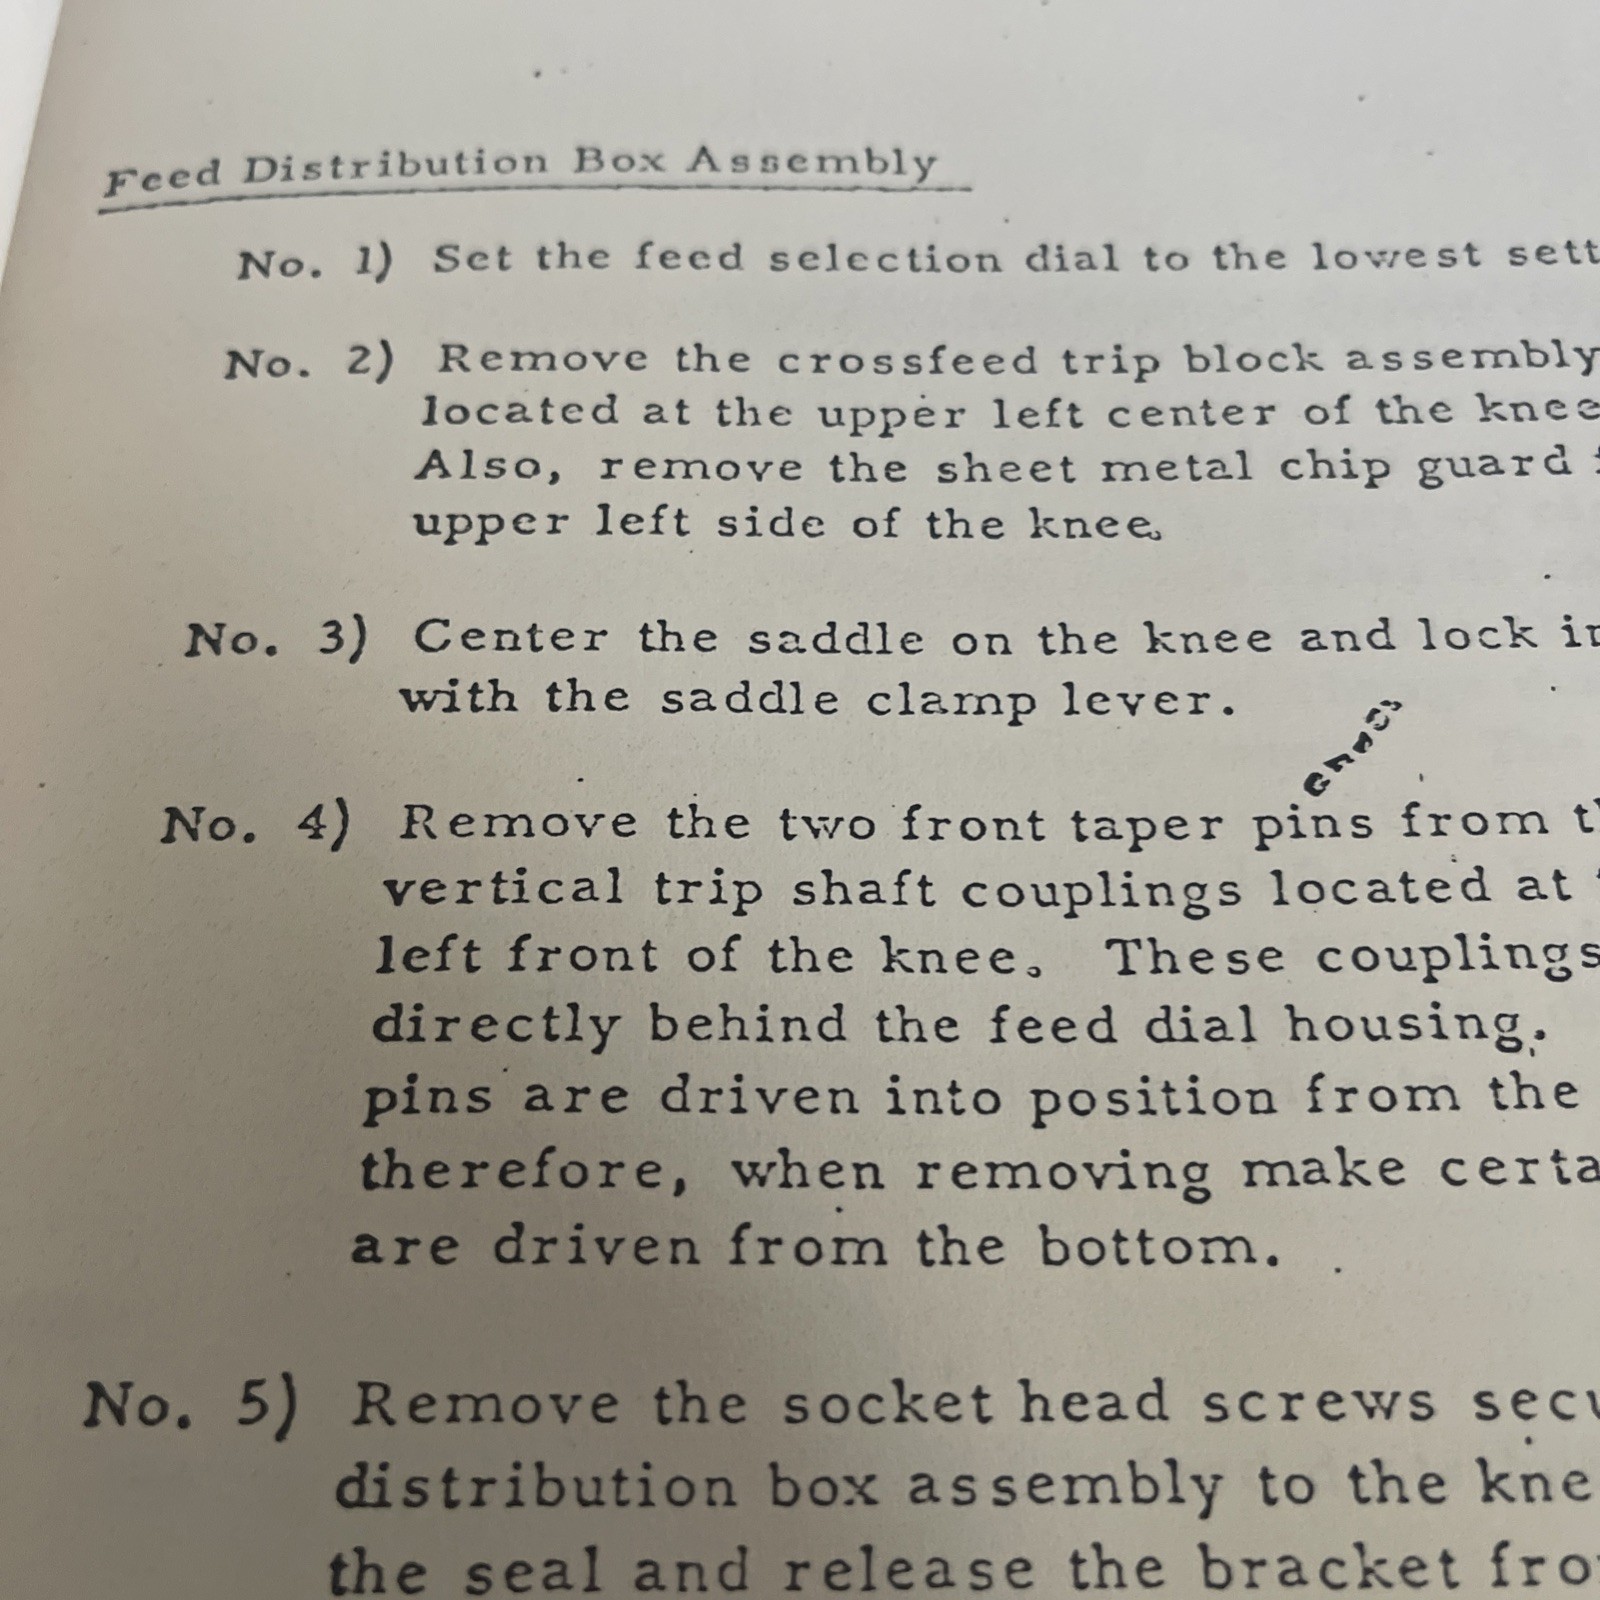 Feed Distribution Box Assembly
No. 1) Set the feed selection dial to the lowest sett
No. 2) Remove the crossfeed trip block assembly
located at the upper left center of the knee
Also, remove the sheet metal chip guard
upper left side of the knee.
No. 3) Center the saddle on the knee and lock in
with the saddle clamp lever.
No. 4) Remove the two front taper pins from th
vertical trip shaft couplings located at
left front of the knee. These couplings
directly behind the feed dial housing.
pins are driven into position from the
therefore, when removing make certa
are driven from the bottom.
No. 5) Remove the socket head screws secu
distribution box assembly to the kne
the seal and release the bracket fro